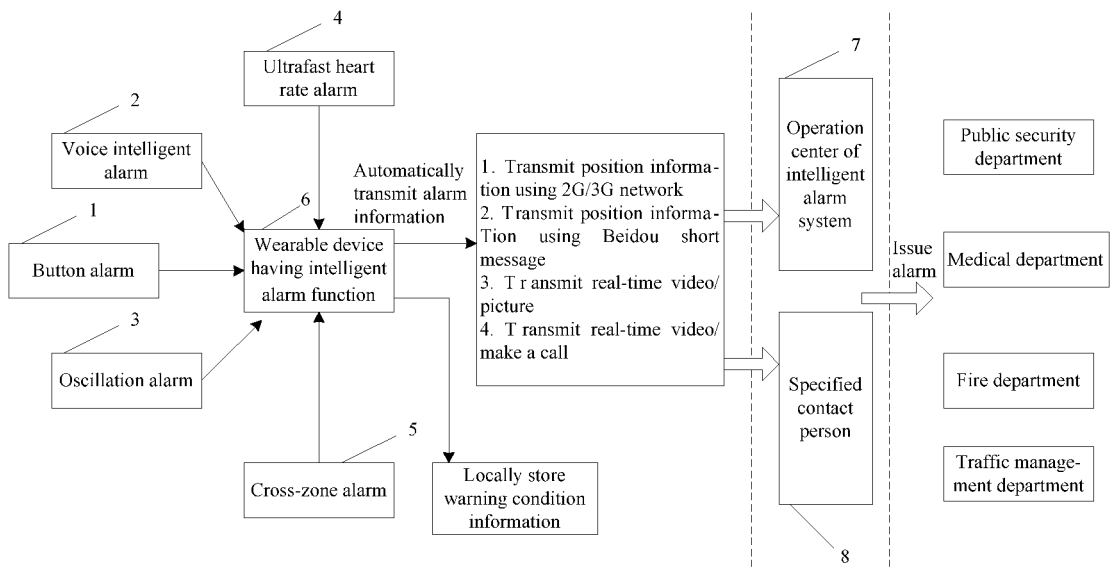 4
Ultrafast heart
rate alarm
2
Voice intelligent
alarm
1
Button alarm
3
Oscillation alarm
5
Cross-zone alarm
6
Wearable device
having intelligent
alarm function
Automatically
transmit alarm
information
Locally store
warning condition
information
1. Transmit position informa-
tion using 2G/3G network
2. Transmit position informa-
Tion using Beidou short
message
3. Transmit real-time video/
picture
4. Transmit real-time video/
make a call
7
Operation
center of
intelligent
alarm
system
Specified
contact
person
8
Issue
alarm
Public security
department
Medical department
Fire department
Traffic manage-
ment department